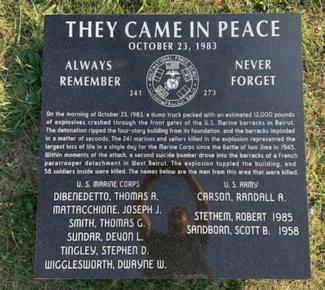 THEY CAME IN PEACE
OCTOBER 23, 1983
ALWAYS
REMEMBER
NEVER
FORGET
241
273
On the morning of October 23, 1983, a dump truck packed with an estimated 12,000 pounds
of explosives crashed through the front gates of the U.S. Marine barracks in Beirut.
The detonation ripped the four-story building from its foundation, and the barracks imploded
in a matter of seconds. The 241 marines and sailors killed in the explosion represented the
largest loss of life in a single day for the Marine Corps since the Battle of Iwo Jima in 1945.
Within moments of the attack, a second suicide bomber drove into the barracks of a French
paratrooper detachment in West Beirut. The explosion toppled the building, and
58 soldiers inside were killed. The names below are the men from this area that were killed.
U.S. MARINE CORPS
DIBENEDETTO, THOMAS A.
MATTACCHIONE, JOSEPH J.
SMITH, THOMAS G.
SUNDAR, DEVON L.
TINGLEY, STEPHEN D.
WIGGLESWORTH, DWAYNE W.
U.S. ARMY
CARSON, RANDALL A.
STETHEM, ROBERT 1985
SANDBORN, SCOTT B. 1958